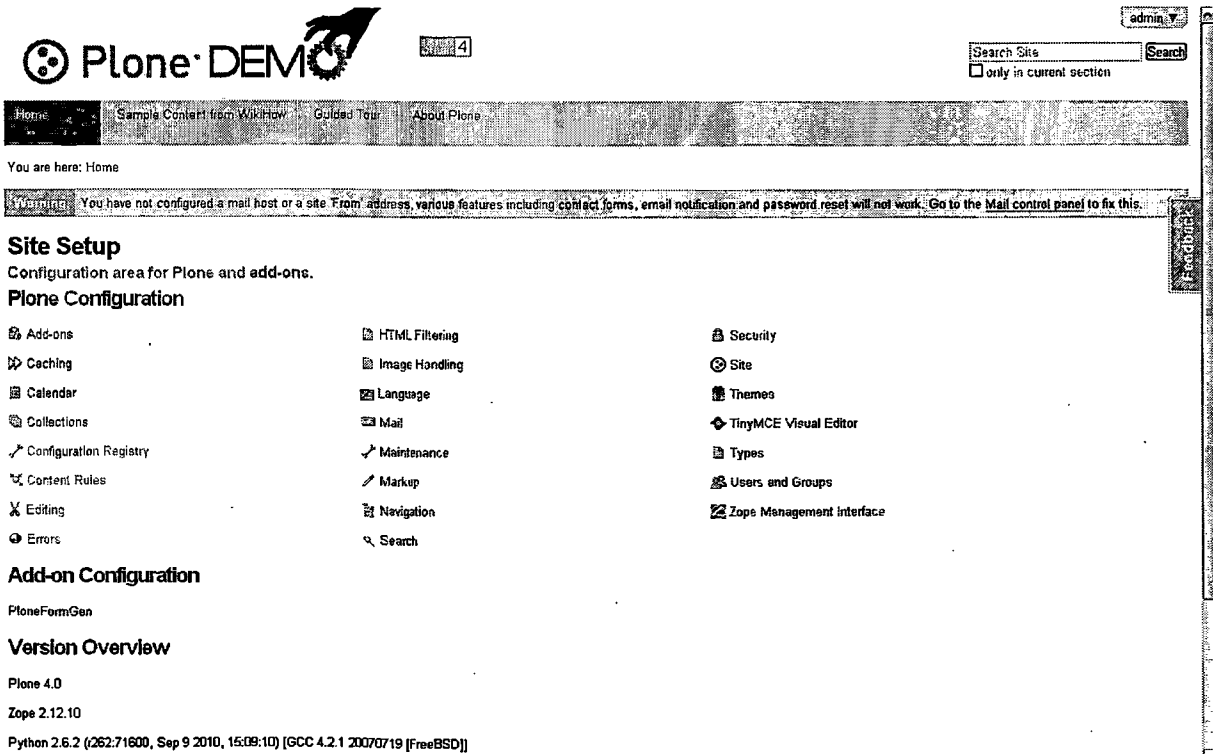 admin ▼
Plone DEMO
4
Search Site Search
only in current section
Home Sample Content from WikiHow Guided Tour About Plone
You are here: Home
Warning You have not configured a mail host or a site 'From' address, various features including contact forms, email notification and password reset will not work. Go to the Mail control panel to fix this.
Feedback
Site Setup
Configuration area for Plone and add-ons.
Plone Configuration
Add-ons HTML Filtering Security
Caching Image Handling Site
Calendar Language Themes
Collections Mail TinyMCE Visual Editor
Configuration Registry Maintenance Types
Content Rules Markup Users and Groups
Editing Navigation Zope Management Interface
Errors Search
Add-on Configuration
PloneFormGen
Version Overview
Plone 4.0
Zope 2.12.10
Python 2.6.2 (r262:71600, Sep 9 2010, 15:09:10) [GCC 4.2.1 20070719 [FreeBSD]]